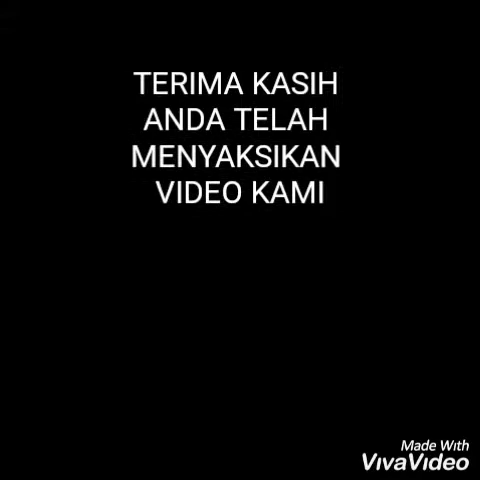 TERIMA KASIH
ANDA TELAH
MENYAKSIKAN
VIDEO KAMI
Made With
VivaVideo